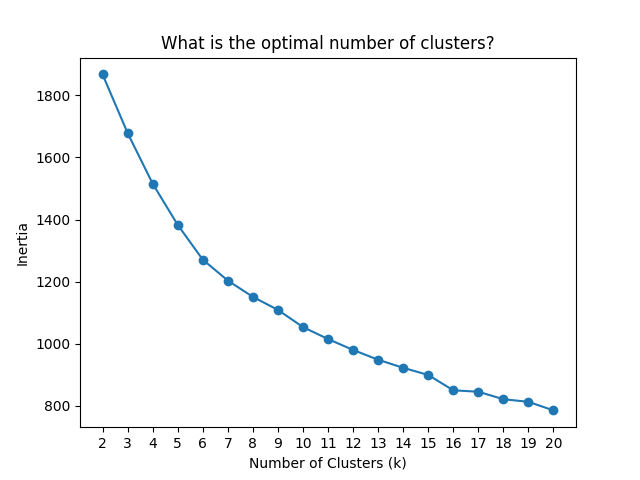 What is the optimal number of clusters?
1800
1600
1400
1200
1000
800
Inertia
2 3 4 5 6 7 8 9 10 11 12 13 14 15 16 17 18 19 20
Number of Clusters (k)